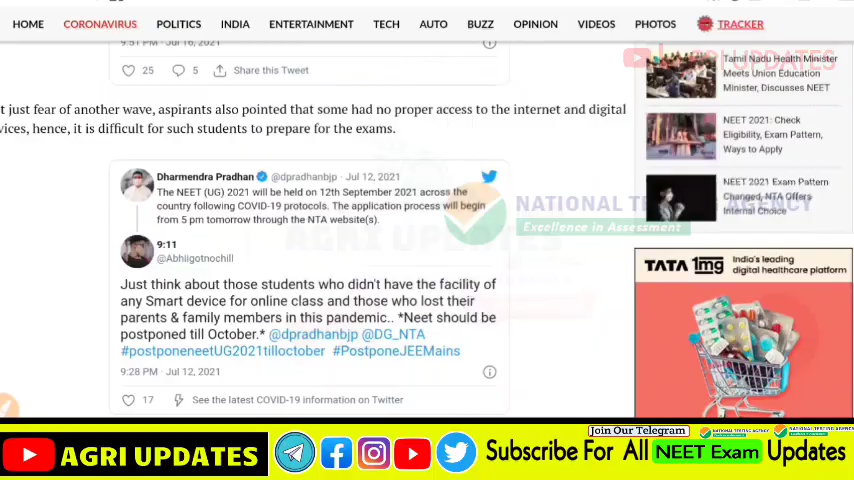 HOME CORONAVIRUS POLITICS INDIA ENTERTAINMENT TECH AUTO BUZZ OPINION VIDEOS PHOTOS TRACKER
9:51 PM · Jul 16, 2021
25 5 Share this Tweet
AGRI UPDATES
t just fear of another wave, aspirants also pointed that some had no proper access to the internet and digital
vices, hence, it is difficult for such students to prepare for the exams.
Dharmendra Pradhan @dpradhanbjp · Jul 12, 2021
The NEET (UG) 2021 will be held on 12th September 2021 across the
country following COVID-19 protocols. The application process will begin
from 5 pm tomorrow through the NTA website(s).
9:11
@Abhiigotnochill
Just think about those students who didn't have the facility of
any Smart device for online class and those who lost their
parents & family members in this pandemic.. *Neet should be
postponed till October.* @dpradhanbjp @DG_NTA
#postponeneetUG2021tilloctober #PostponeJEEMains
9:28 PM · Jul 12, 2021
17 See the latest COVID-19 information on Twitter
NATIONAL TE AGENCY
Excellence in Assessment
AGRI UPDATES
Tamil Nadu Health Minister
Meets Union Education
Minister, Discusses NEET
NEET 2021: Check
Eligibility, Exam Pattern,
Ways to Apply
NEET 2021 Exam Pattern
Changed, NTA Offers
Internal Choice
TATA 1mg India's leading
digital healthcare platform
Join Our Telegram NATIONAL TESTING AGENCY NATIONAL TESTING AGENCY
AGRI UPDATES Subscribe For All NEET Exam Updates